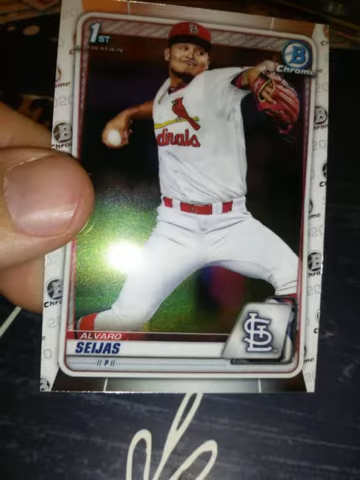 1ST
BOWMAN
B
Chrome
Cardinals
ALVARO
SEIJAS
// P //
STL